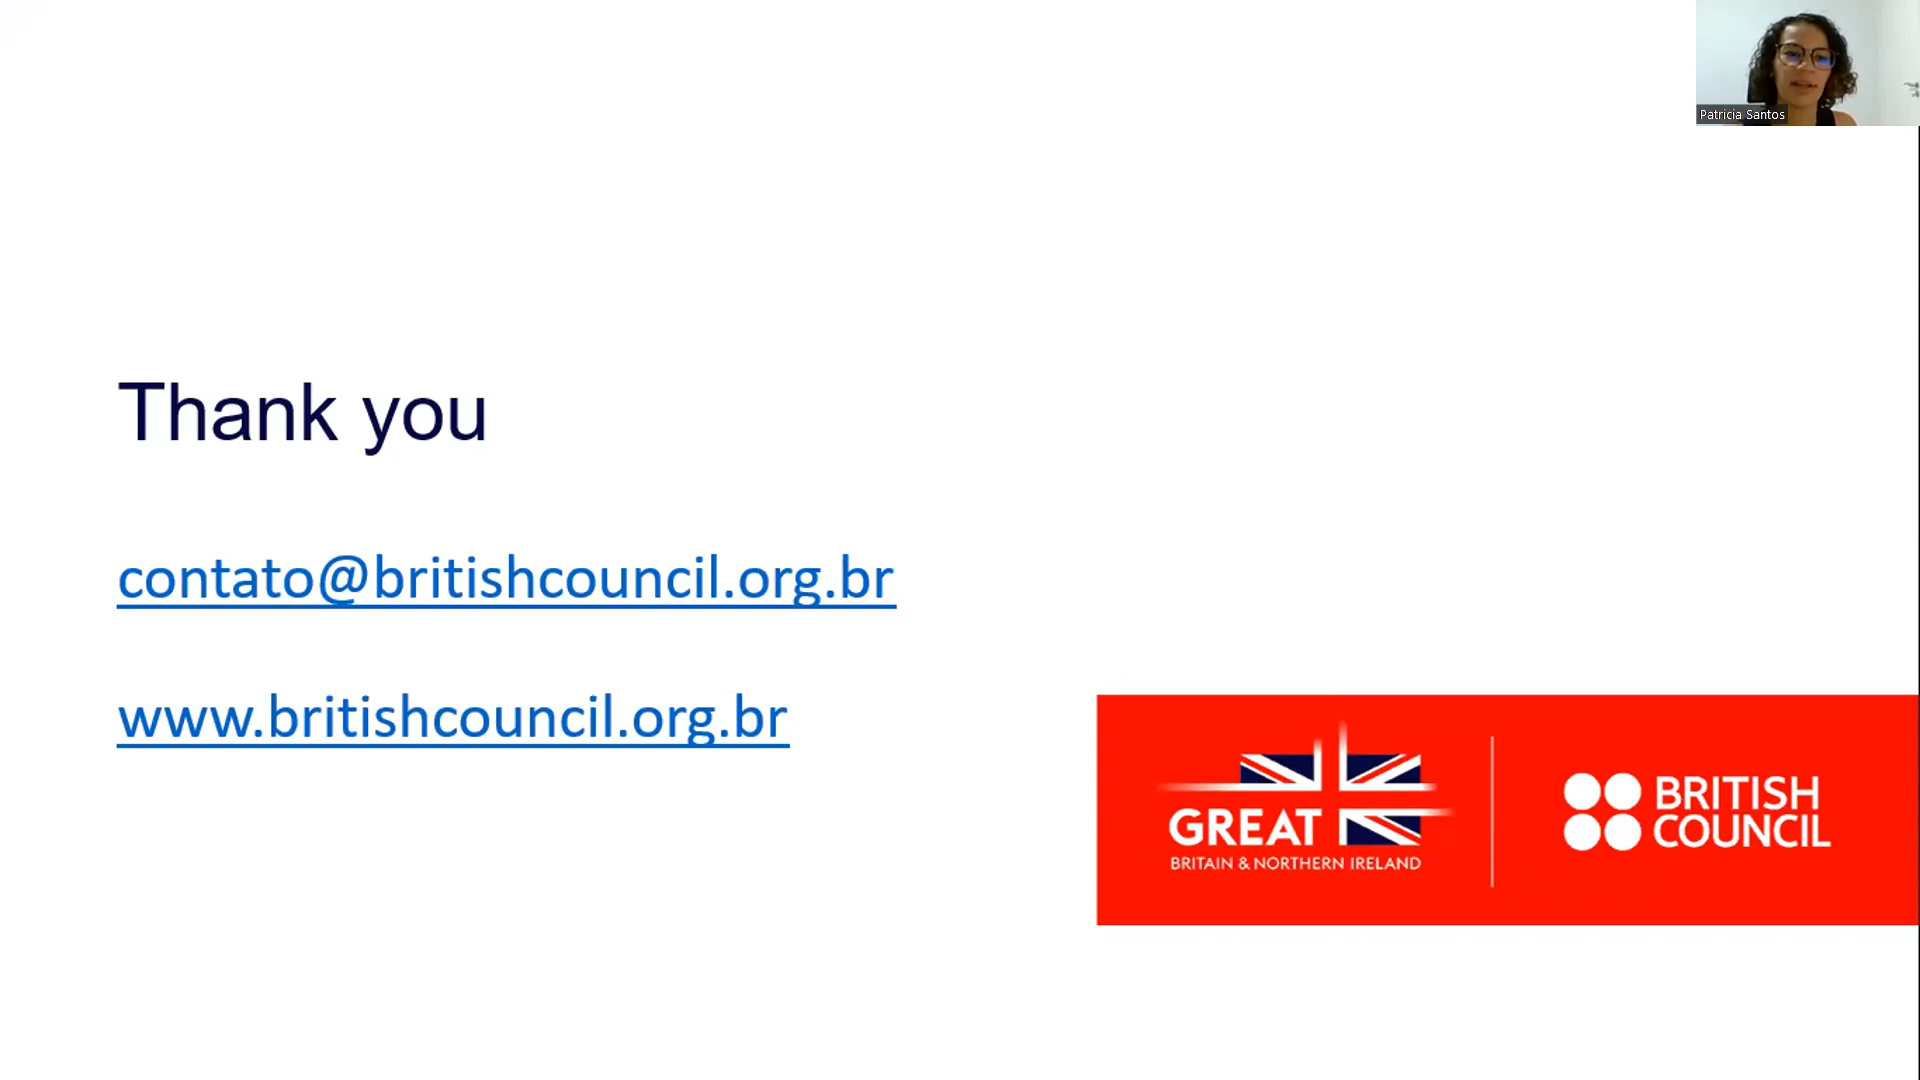 Patricia Santos
Thank you
contato@britishcouncil.org.br
www.britishcouncil.org.br
GREAT
BRITAIN & NORTHERN IRELAND
BRITISH
COUNCIL